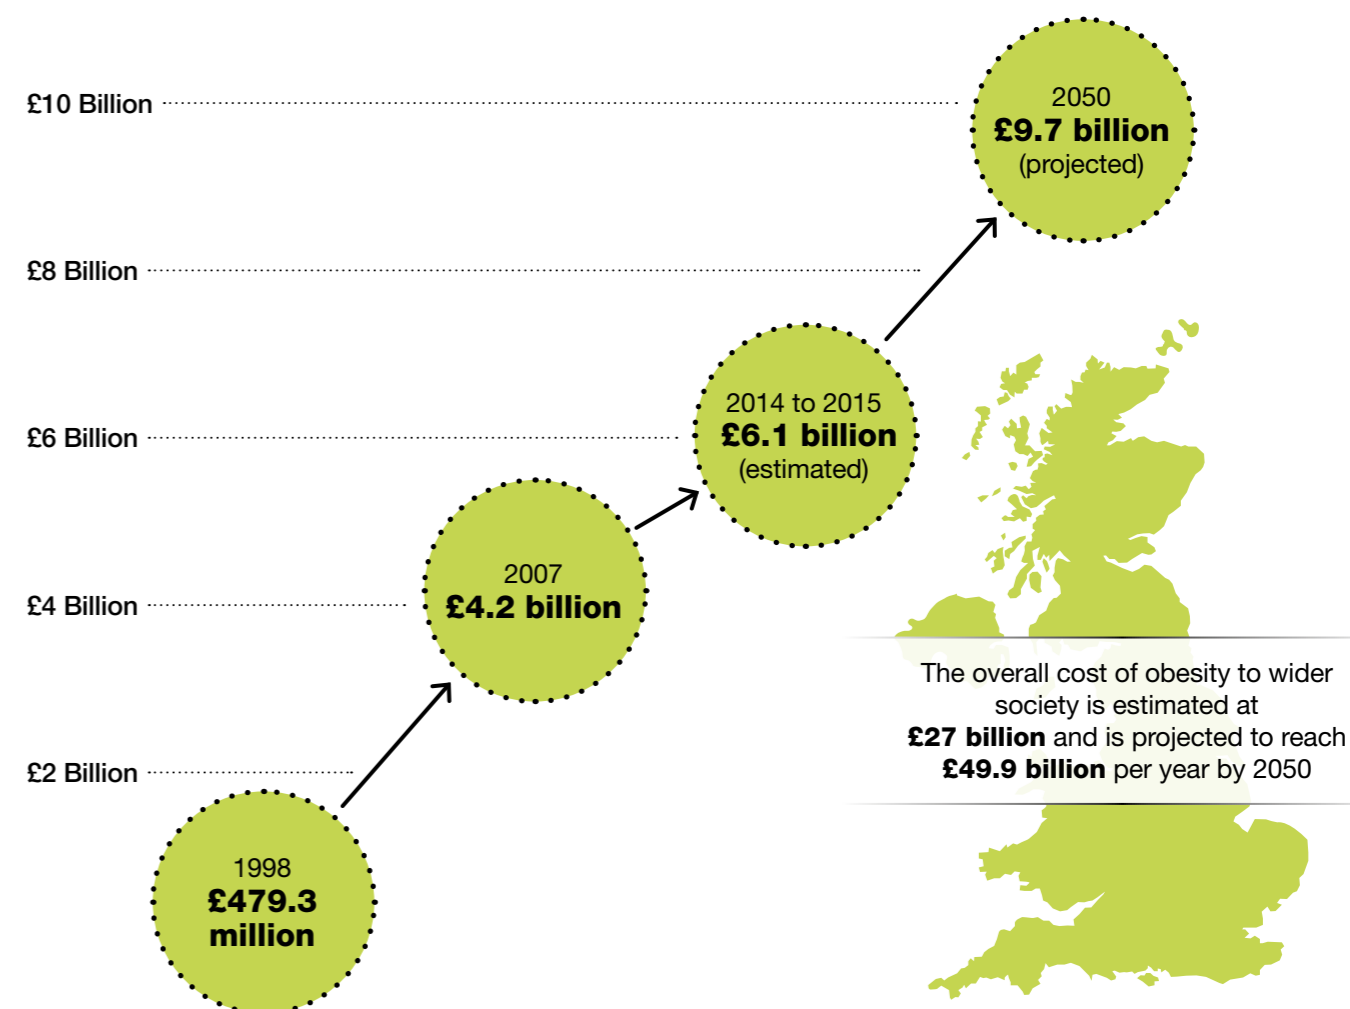 £10 Billion
2050
£9.7 billion
(projected)
£8 Billion
2014 to 2015
£6.1 billion
(estimated)
£6 Billion
2007
£4.2 billion
£4 Billion
The overall cost of obesity to wider
society is estimated at
£27 billion and is projected to reach
£49.9 billion per year by 2050
£2 Billion
1998
£479.3
million